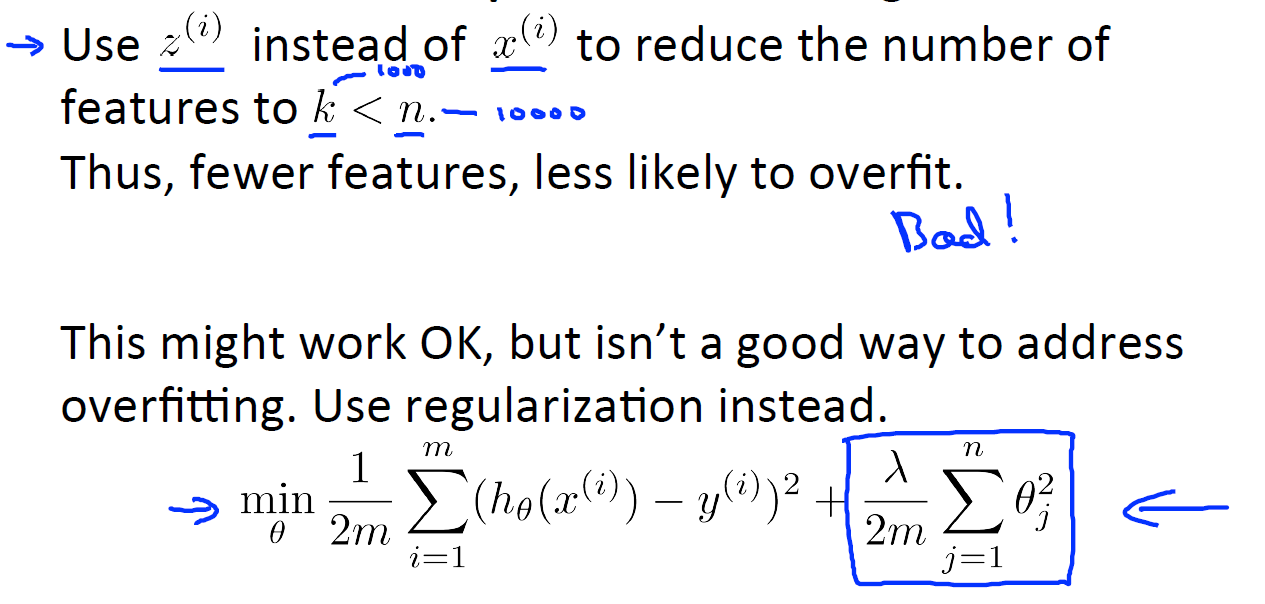 → Use z^(i) instead of x^(i) to reduce the number of
1000
features to k < n. — 10000
Thus, fewer features, less likely to overfit.
Bad!
This might work OK, but isn't a good way to address
overfitting. Use regularization instead.
→ min_θ 1/2m ∑_{i=1}^{m} (h_θ(x^(i)) − y^(i))² + λ/2m ∑_{j=1}^{n} θ_j² ←